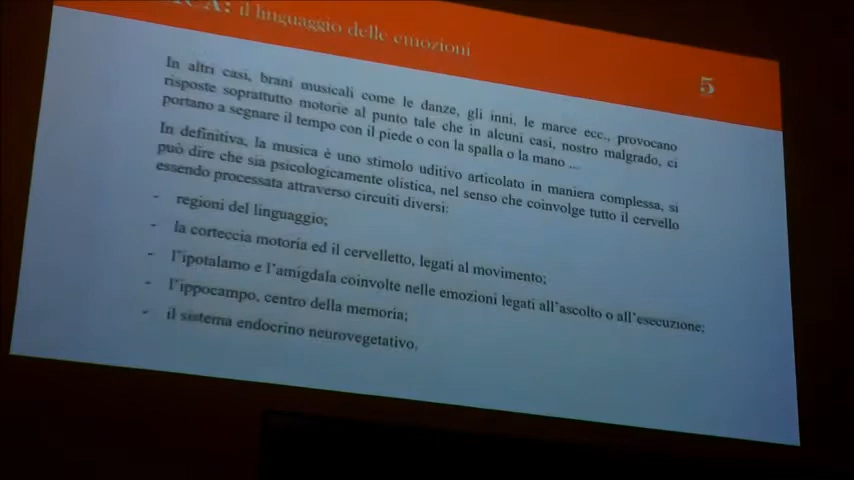 il linguaggio delle emozioni
5
In altri casi, brani musicali come le danze, gli inni, le marce ecc., provocano
risposte soprattutto motorie al punto tale che in alcuni casi, nostro malgrado, ci
portano a segnare il tempo con il piede o con la spalla o la mano ...
In definitiva, la musica è uno stimolo uditivo articolato in maniera complessa, si
può dire che sia psicologicamente olistica, nel senso che coinvolge tutto il cervello
essendo processata attraverso circuiti diversi:
- regioni del linguaggio;
- la corteccia motoria ed il cervelletto, legati al movimento;
- l'ipotalamo e l'amigdala coinvolte nelle emozioni legati all'ascolto o all'esecuzione;
- l'ippocampo, centro della memoria;
- il sistema endocrino neurovegetativo.